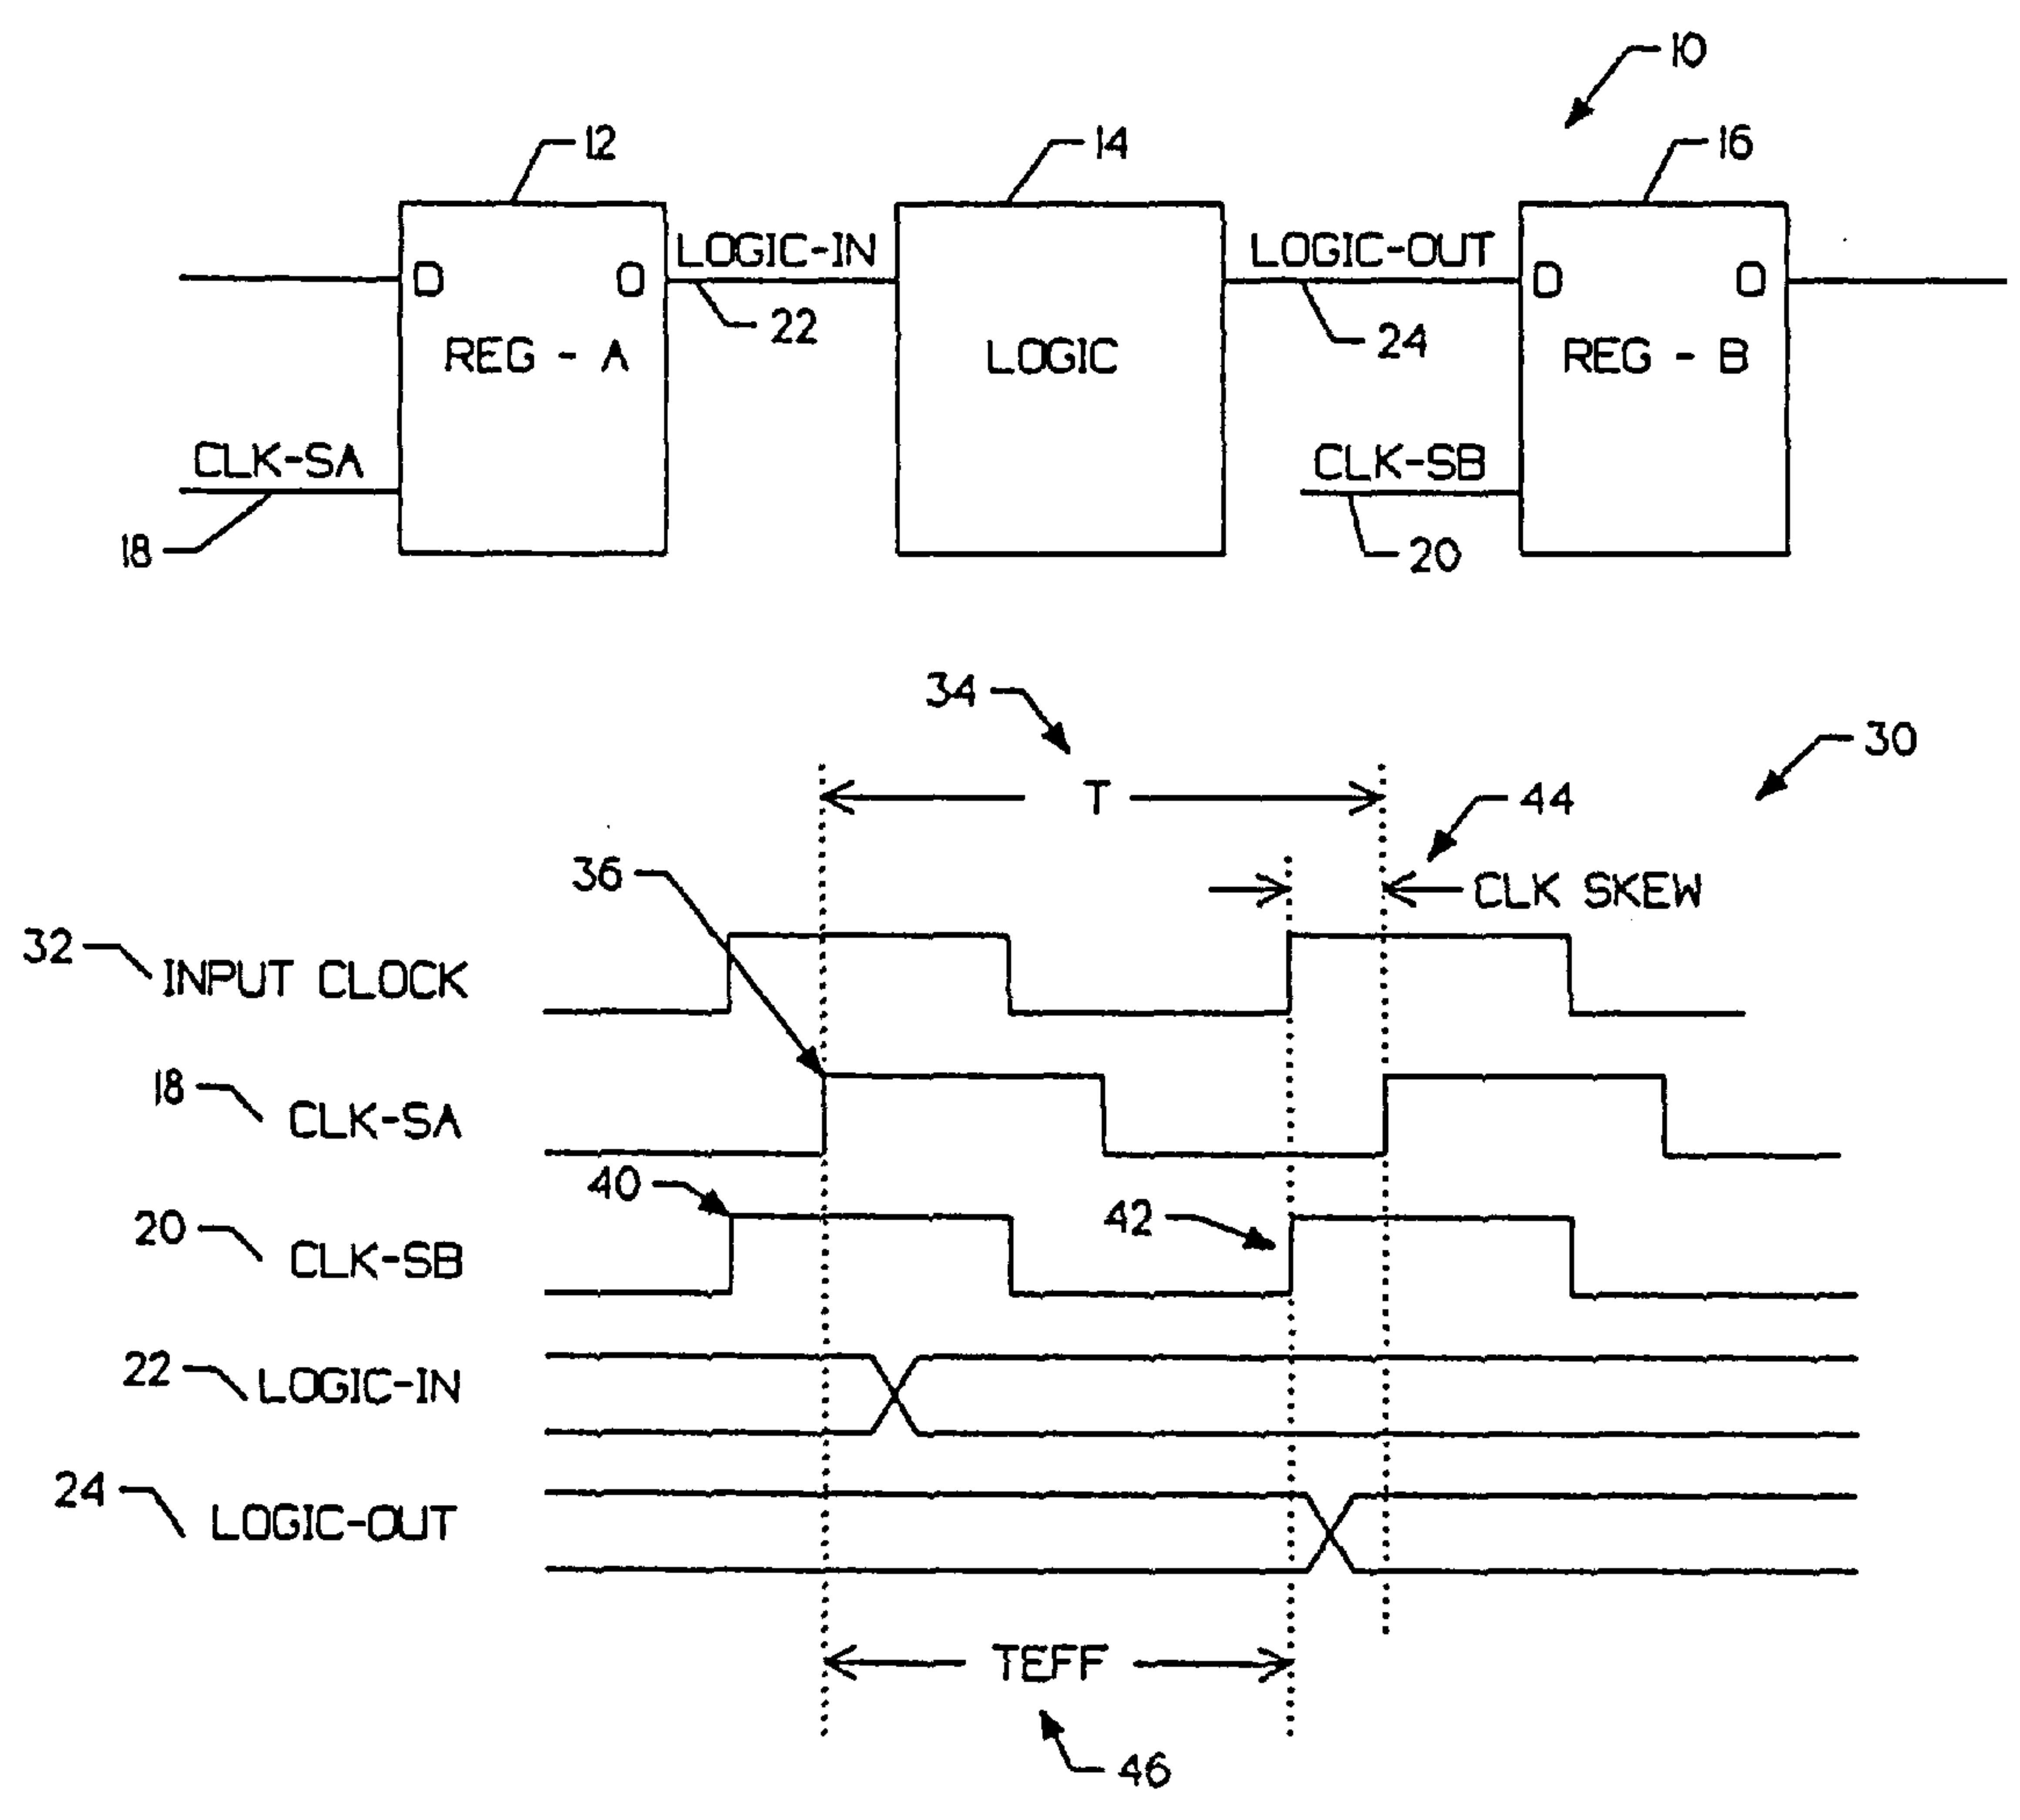 10
12
14
16
LOGIC-IN
LOGIC-OUT
D O
D O
22
24
REG - A
LOGIC
REG - B
CLK-SA
CLK-SB
18
20
34
30
T
44
36
CLK SKEW
32
INPUT CLOCK
18
CLK-SA
40
42
20
CLK-SB
22
LOGIC-IN
24
LOGIC-OUT
TEFF
46